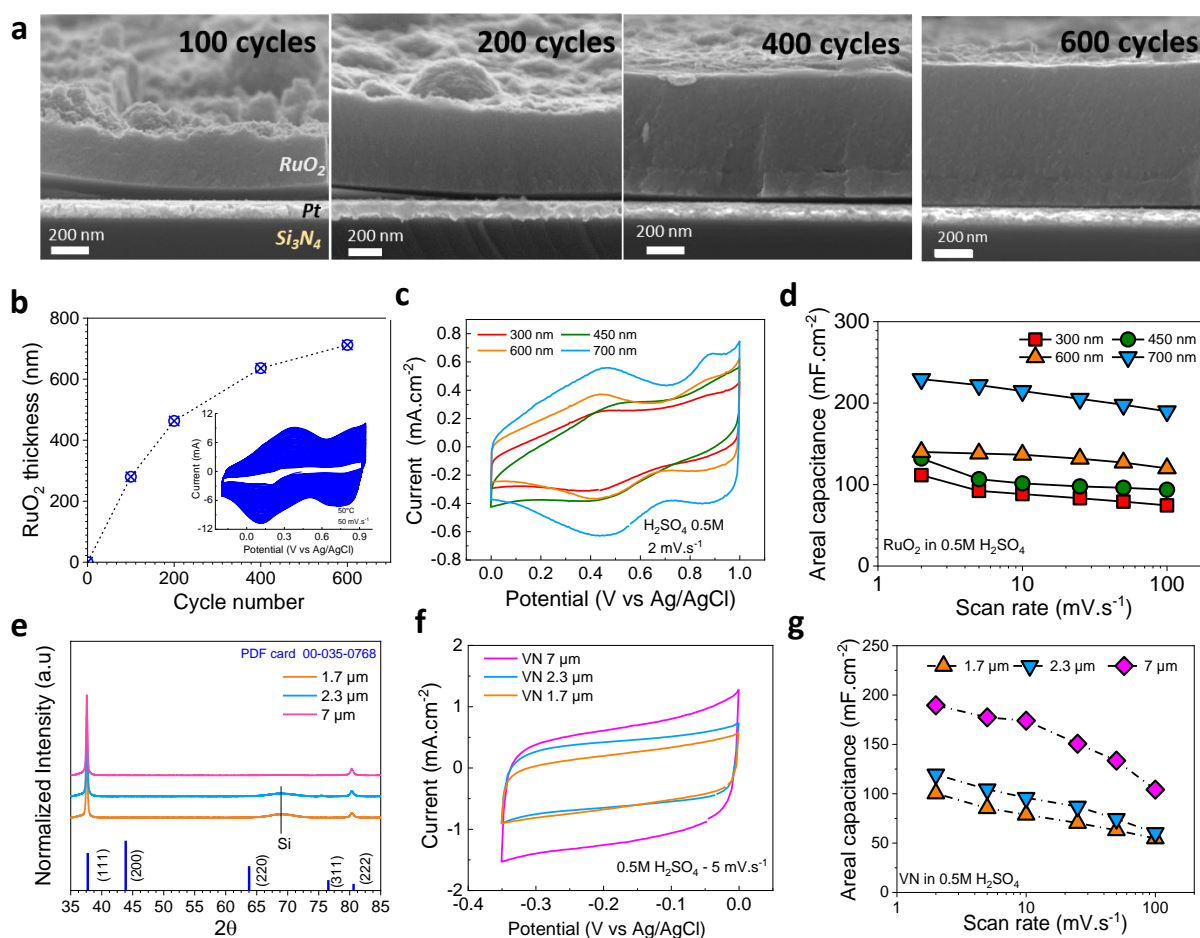 a
100 cycles
200 cycles
400 cycles
600 cycles
RuO2
Pt
Si3N4
200 nm
200 nm
200 nm
200 nm
b
800
600
400
200
0
RuO2 thickness (nm)
0
200
400
600
Cycle number
12
6
0
-6
-12
Current (mA)
0.0
0.3
0.6
0.9
Potential (V vs Ag/AgCl)
50°C
50 mV.s-1
c
300 nm
450 nm
600 nm
700 nm
0.8
0.6
0.4
0.2
0.0
-0.2
-0.4
-0.6
-0.8
Current (mA.cm-2)
H2SO4 0.5M
2 mV.s-1
0.0
0.2
0.4
0.6
0.8
1.0
Potential (V vs Ag/AgCl)
d
300 nm
450 nm
600 nm
700 nm
300
200
100
0
Areal capacitance (mF.cm-2)
RuO2 in 0.5M H2SO4
1
10
100
Scan rate (mV.s-1)
e
PDF card 00-035-0768
1.7 µm
2.3 µm
7 µm
Normalized Intensity (a.u)
Si
(111)
(200)
(220)
(311)
(222)
35 40 45 50 55 60 65 70 75 80 85
2θ
f
VN 7 µm
VN 2.3 µm
VN 1.7 µm
2
1
0
-1
-2
Current (mA.cm-2)
0.5M H2SO4 - 5 mV.s-1
-0.4
-0.3
-0.2
-0.1
0.0
Potential (V vs Ag/AgCl)
g
1.7 µm
2.3 µm
7 µm
250
200
150
100
50
0
Areal capacitance (mF.cm-2)
VN in 0.5M H2SO4
1
10
100
Scan rate (mV.s-1)